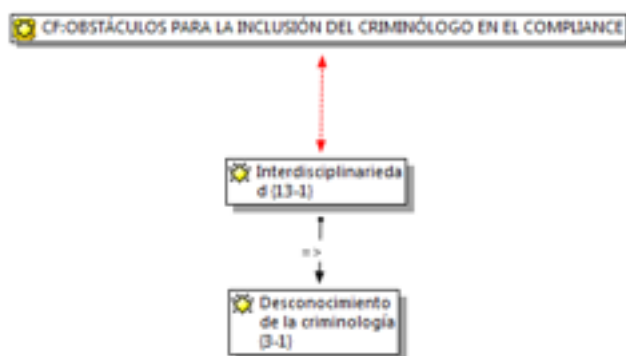 CF:OBSTÁCULOS PARA LA INCLUSIÓN DEL CRIMINÓLOGO EN EL COMPLIANCE
Interdisciplinarieda
d (13-1)
=>
Desconocimiento
de la criminología
(3-1)